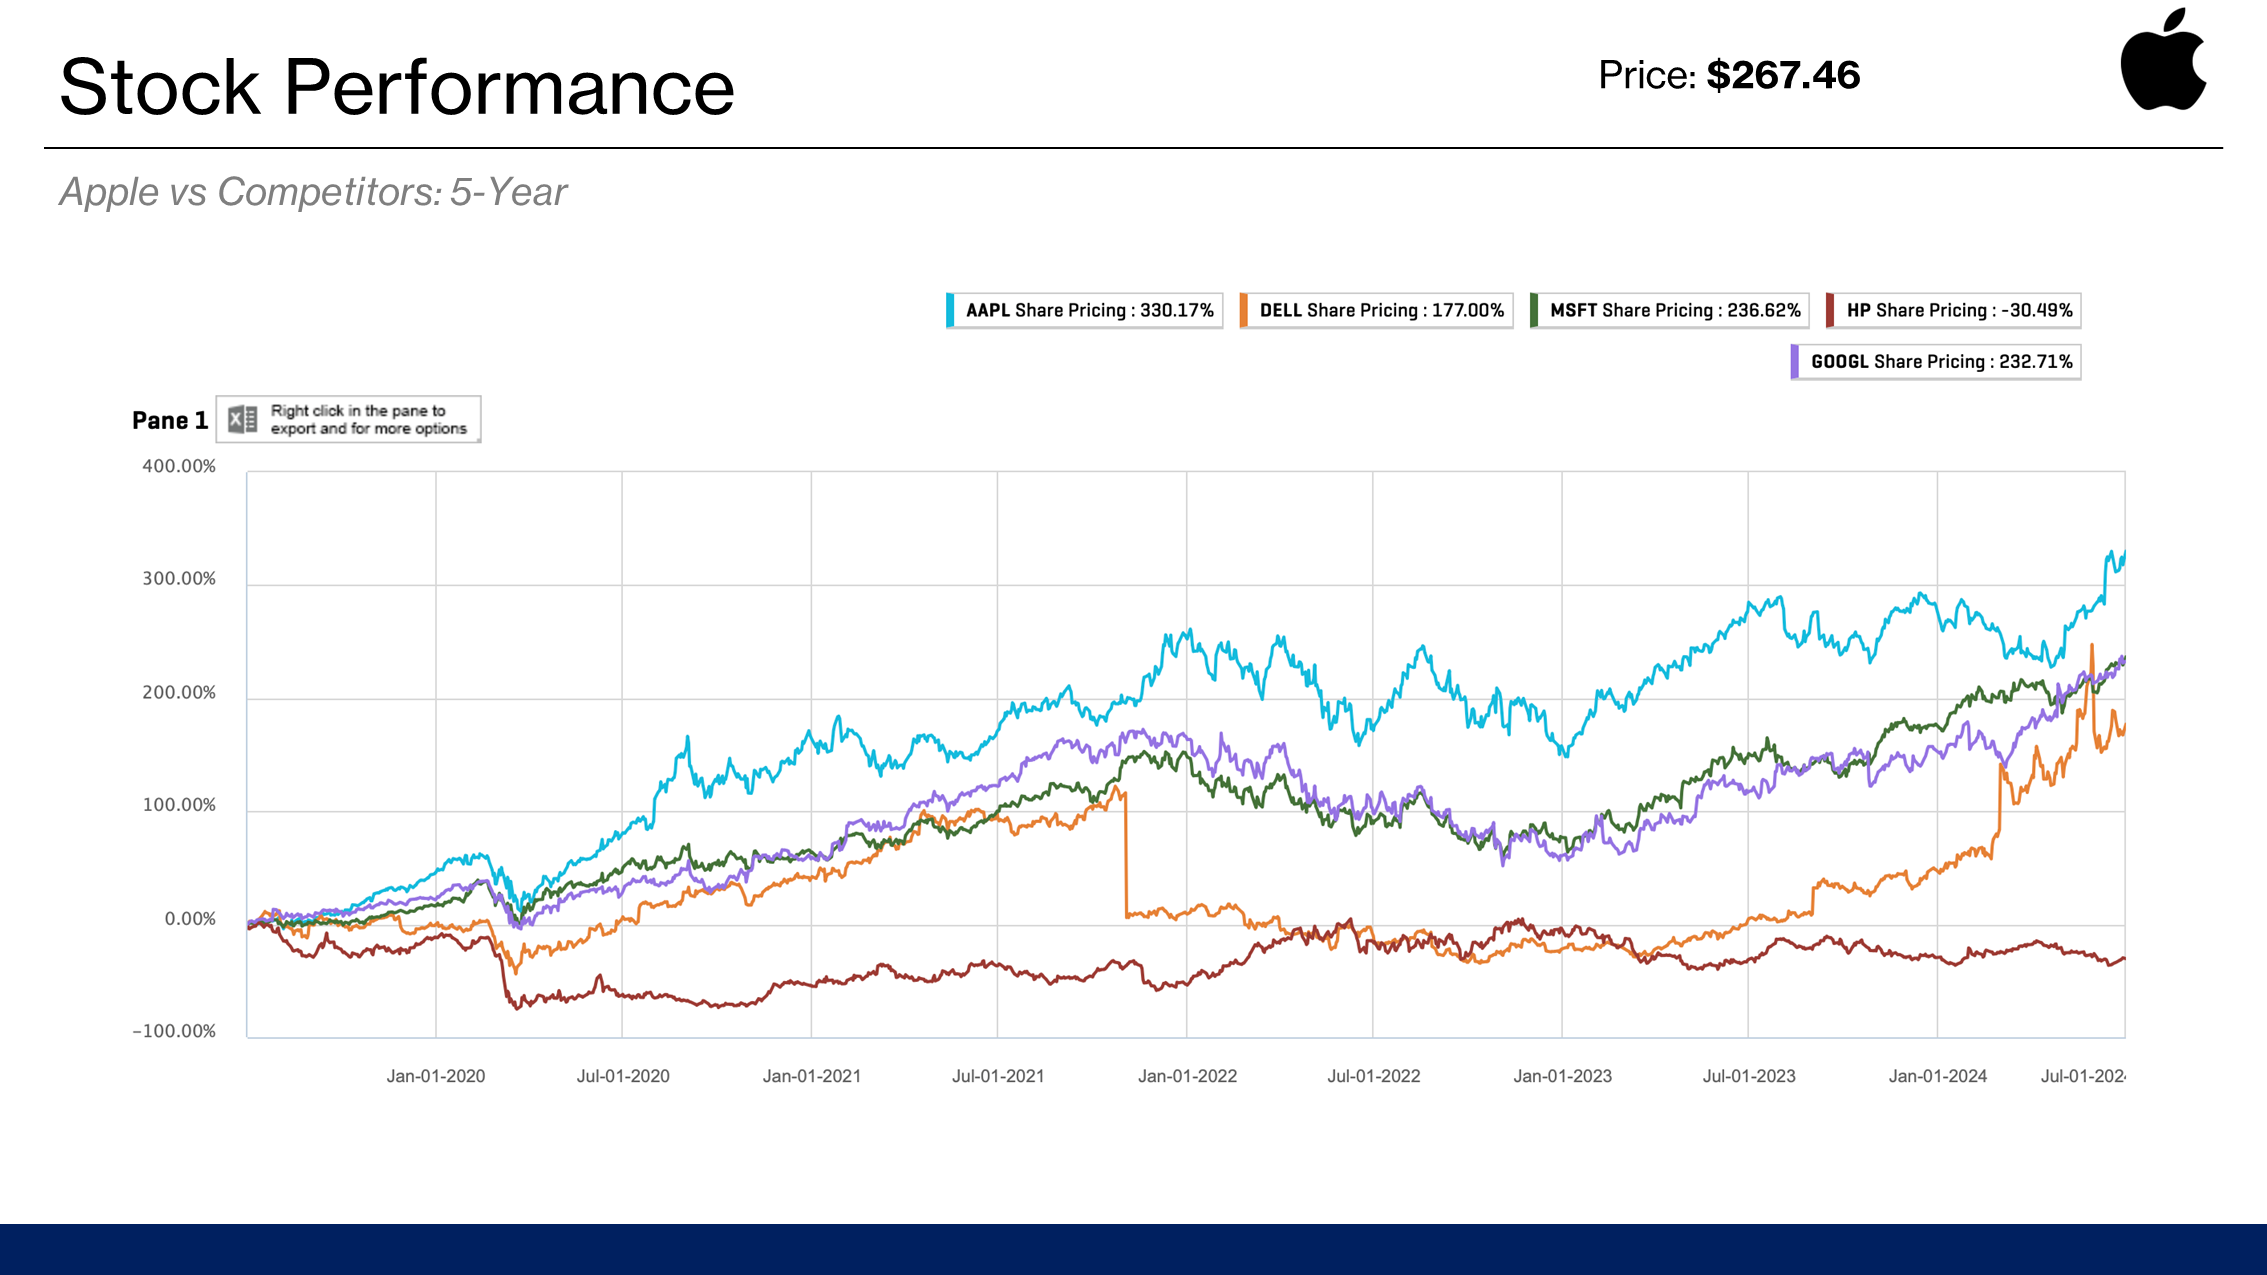 Stock Performance
Price: $267.46
Apple vs Competitors: 5-Year
AAPL Share Pricing : 330.17%
DELL Share Pricing : 177.00%
MSFT Share Pricing : 236.62%
HP Share Pricing : -30.49%
GOOGL Share Pricing : 232.71%
Pane 1
Right click in the pane to
export and for more options
400.00%
300.00%
200.00%
100.00%
0.00%
-100.00%
Jan-01-2020
Jul-01-2020
Jan-01-2021
Jul-01-2021
Jan-01-2022
Jul-01-2022
Jan-01-2023
Jul-01-2023
Jan-01-2024
Jul-01-2024